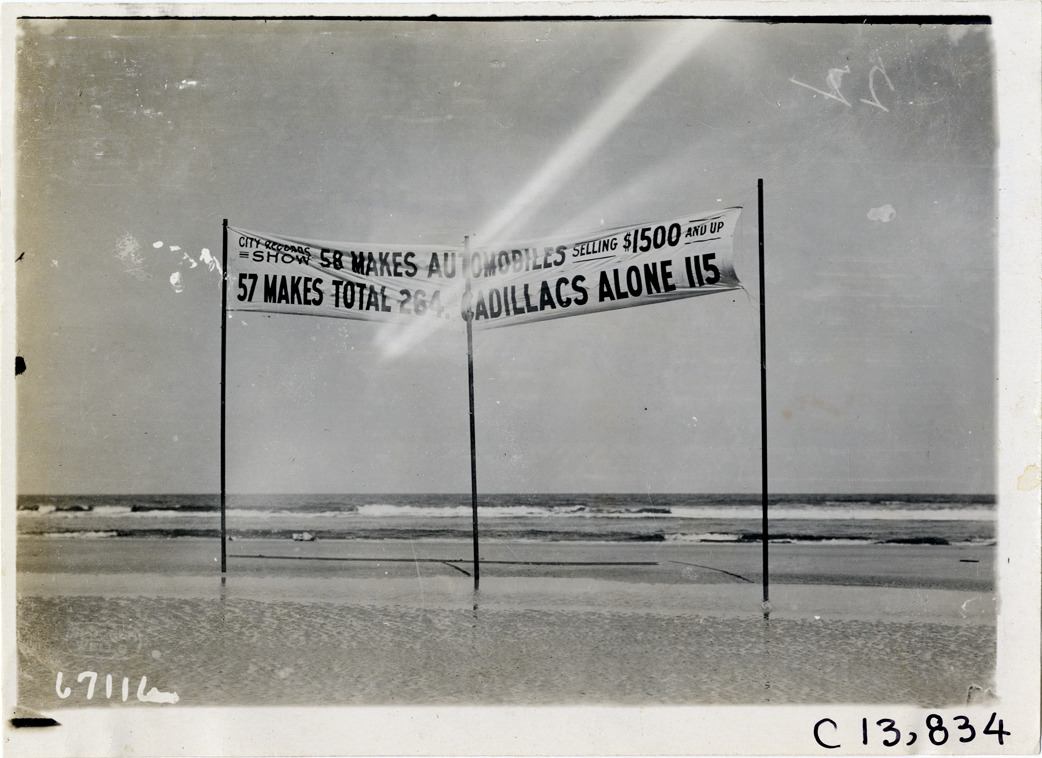 CITY RECORDS
SHOW 58 MAKES AUTOMOBILES SELLING $1500 AND UP
57 MAKES TOTAL 264. CADILLACS ALONE 115
67116
C 13,834